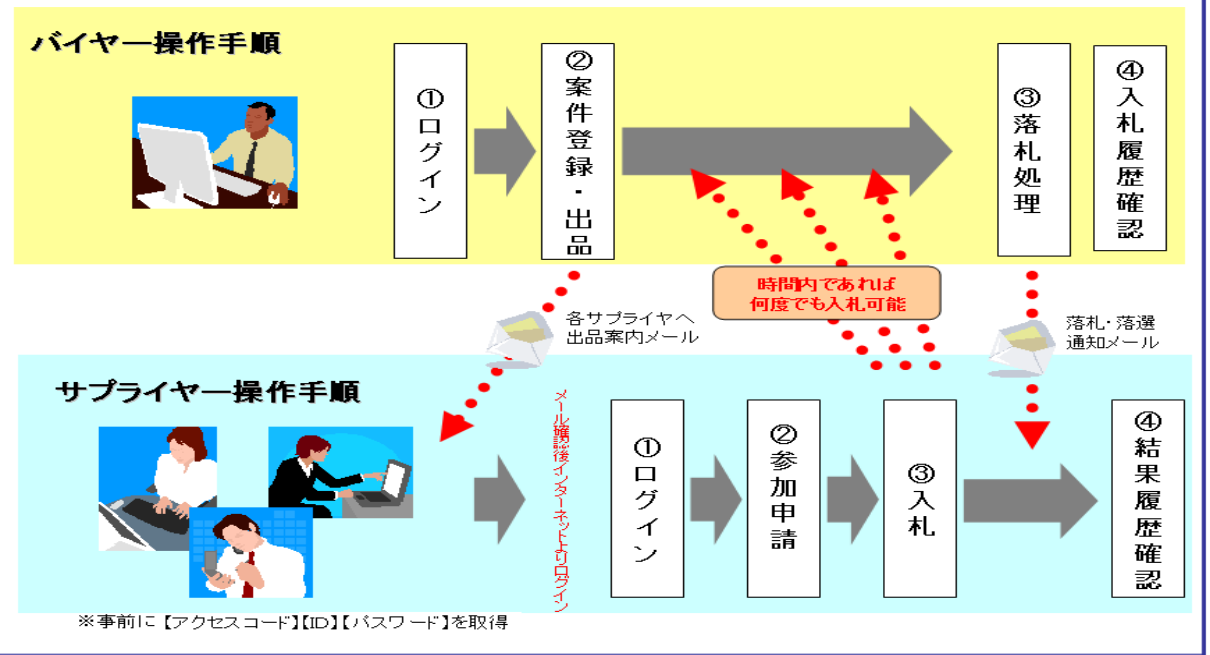 バイヤー操作手順
①ログイン
②案件登録・出品
③落札処理
④入札履歴確認
時間内であれば
何度でも入札可能
各サプライヤへ
出品案内メール
落札・落選
通知メール
サプライヤー操作手順
メール確認後インターネットよりログイン
①ログイン
②参加申請
③入札
④結果履歴確認
※事前に【アクセスコード】【ID】【パスワード】を取得